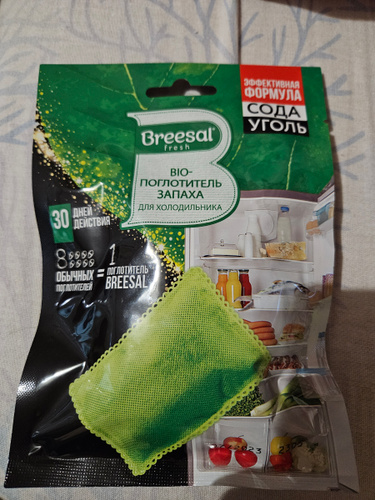 ЭФФЕКТИВНАЯ
ФОРМУЛА
СОДА
УГОЛЬ
Breesal
fresh
BIO-
ПОГЛОТИТЕЛЬ
ЗАПАХА
ДЛЯ ХОЛОДИЛЬНИКА
30 ДНЕЙ
ДЕЙСТВИЯ
8
ОБЫЧНЫХ
ПОГЛОТИТЕЛЕЙ
=
1
ПОГЛОТИТЕЛЬ
BREESAL